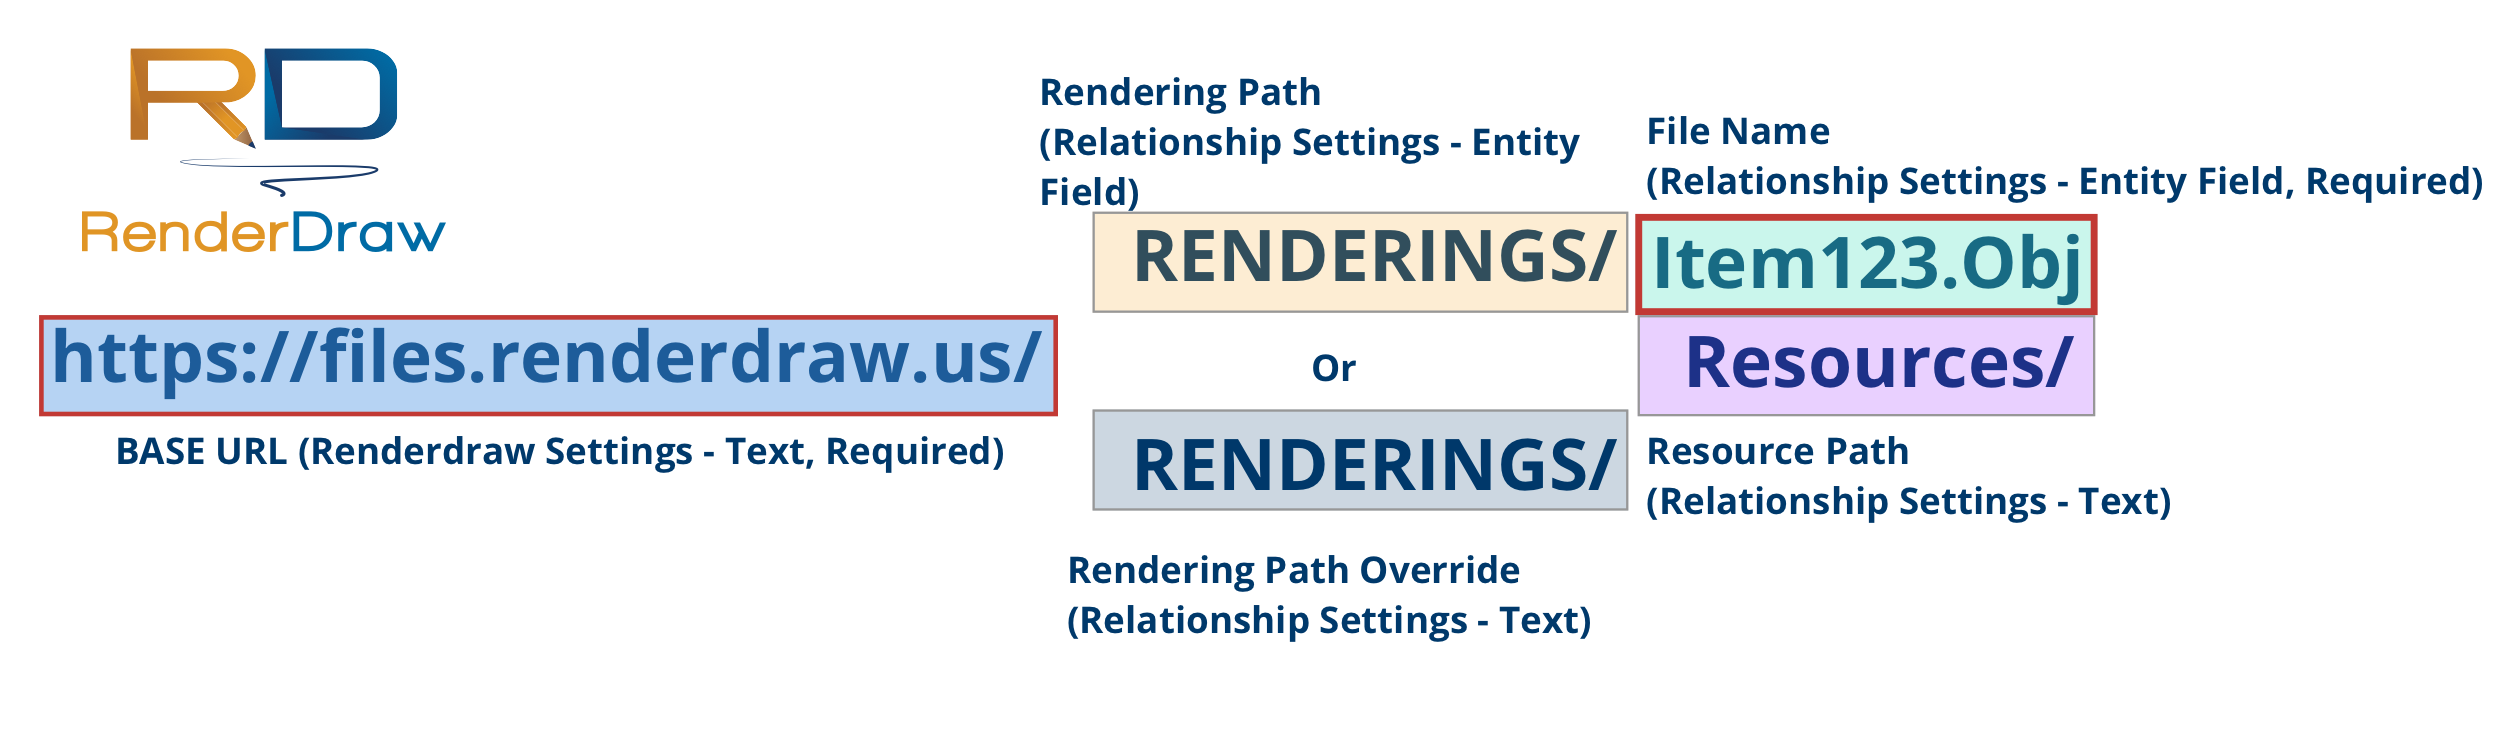 RD
RenderDraw
Rendering Path
(Relationship Settings - Entity
Field)
File Name
(Relationship Settings - Entity Field, Required)
RENDERINGS/
Item123.Obj
https://files.renderdraw.us/
Or
Resources/
BASE URL (Renderdraw Settings - Text, Required)
RENDERINGS/
Resource Path
(Relationship Settings - Text)
Rendering Path Override
(Relationship Settings - Text)